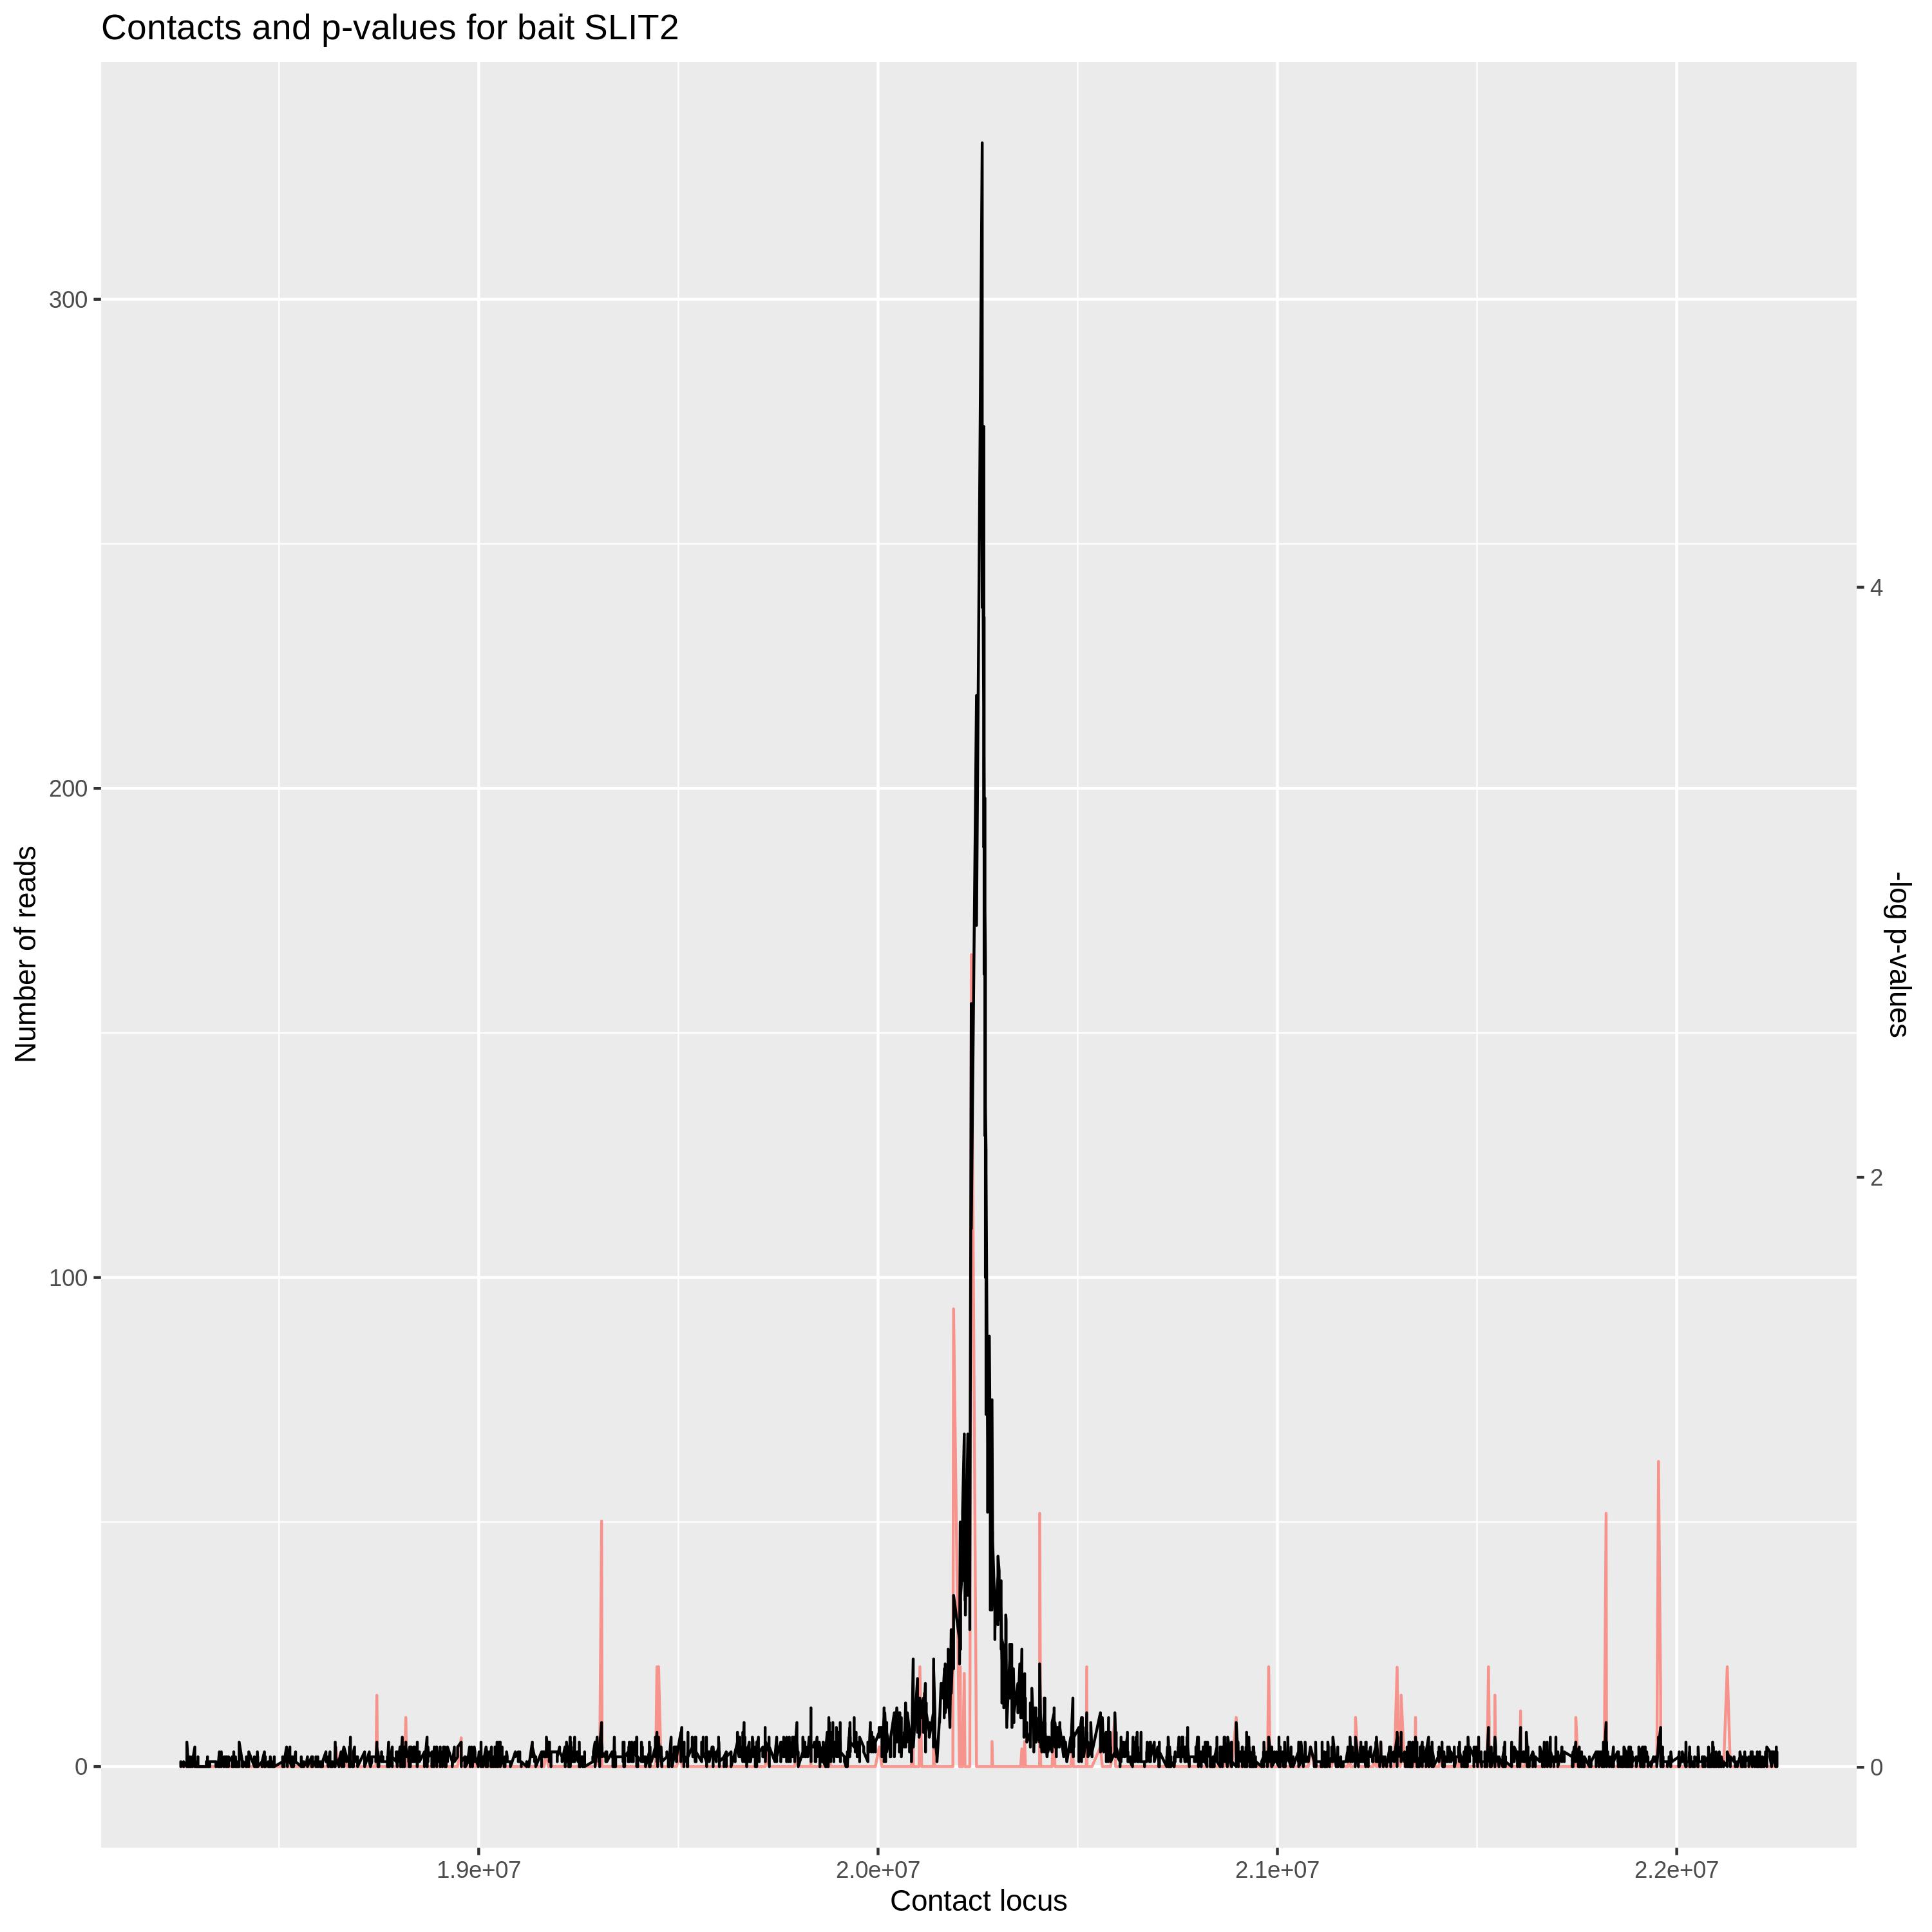 Contacts and p-values for bait SLIT2
Number of reads
300
200
100
0
4
2
0
-log p-values
1.9e+07 2.0e+07 2.1e+07 2.2e+07
Contact locus